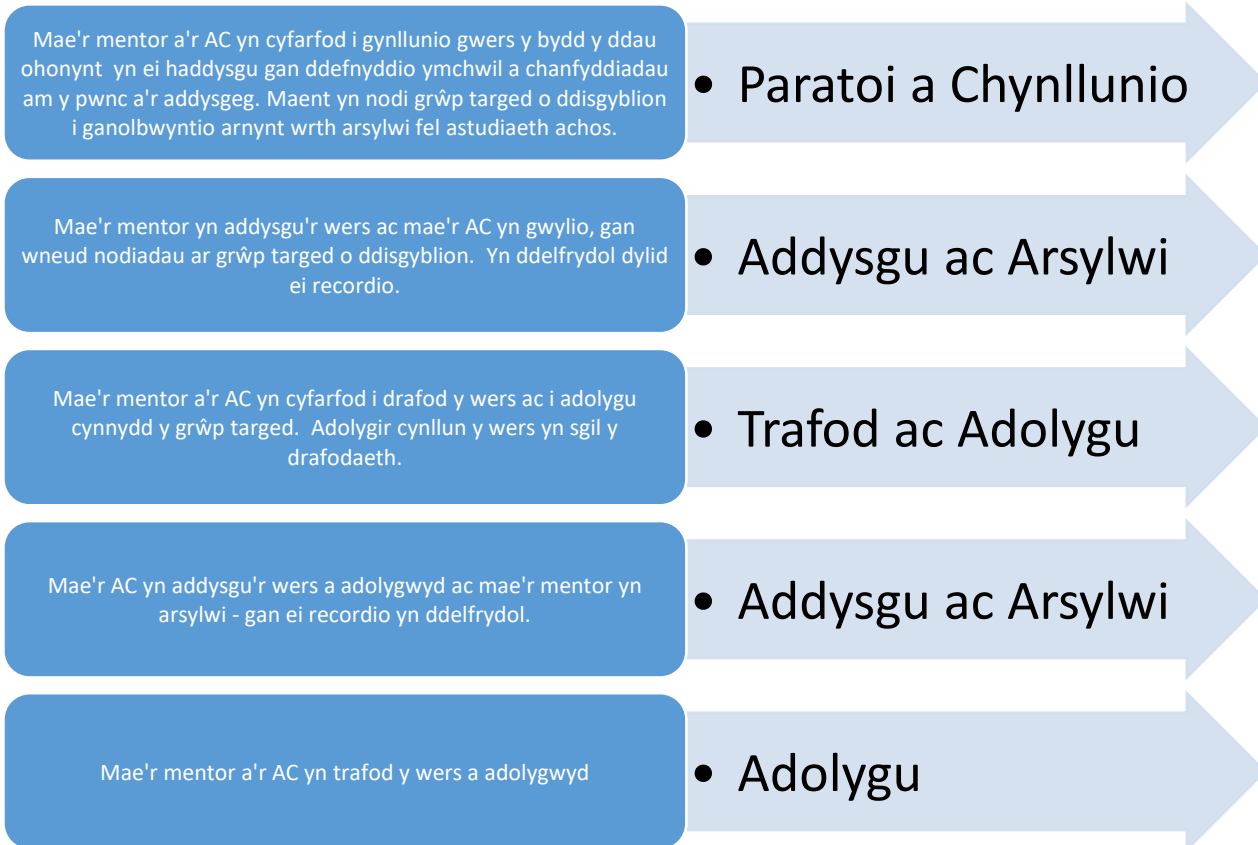 Mae'r mentor a'r AC yn cyfarfod i gynllunio gwers y bydd y ddau
ohonynt yn ei haddysgu gan ddefnyddio ymchwil a chanfyddiadau
am y pwnc a'r addysgeg. Maent yn nodi grŵp targed o ddisgyblion
i ganolbwyntio arnynt wrth arsylwi fel astudiaeth achos.
• Paratoi a Chynllunio
Mae'r mentor yn addysgu'r wers ac mae'r AC yn gwylio, gan
wneud nodiadau ar grŵp targed o ddisgyblion. Yn ddelfrydol dylid
ei recordio.
• Addysgu ac Arsylwi
Mae'r mentor a'r AC yn cyfarfod i drafod y wers ac i adolygu
cynnydd y grŵp targed. Adolygir cynllun y wers yn sgil y
drafodaeth.
• Trafod ac Adolygu
Mae'r AC yn addysgu'r wers a adolygwyd ac mae'r mentor yn
arsylwi - gan ei recordio yn ddelfrydol.
• Addysgu ac Arsylwi
Mae'r mentor a'r AC yn trafod y wers a adolygwyd
• Adolygu